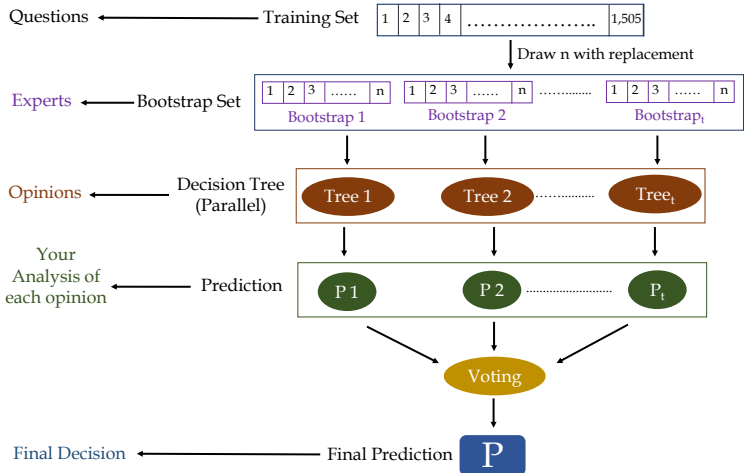 Questions Training Set 1 2 3 4 ........................ 1,505
Draw n with replacement
Experts Bootstrap Set 1 2 3 ...... n 1 2 3 ...... n ............... 1 2 3 ...... n
Bootstrap 1 Bootstrap 2 Bootstrapₜ
Opinions Decision Tree (Parallel) Tree 1 Tree 2 ............... Treeₜ
Your
Analysis of
each opinion
Prediction P 1 P 2 ........................ Pₜ
Voting
Final Decision Final Prediction P